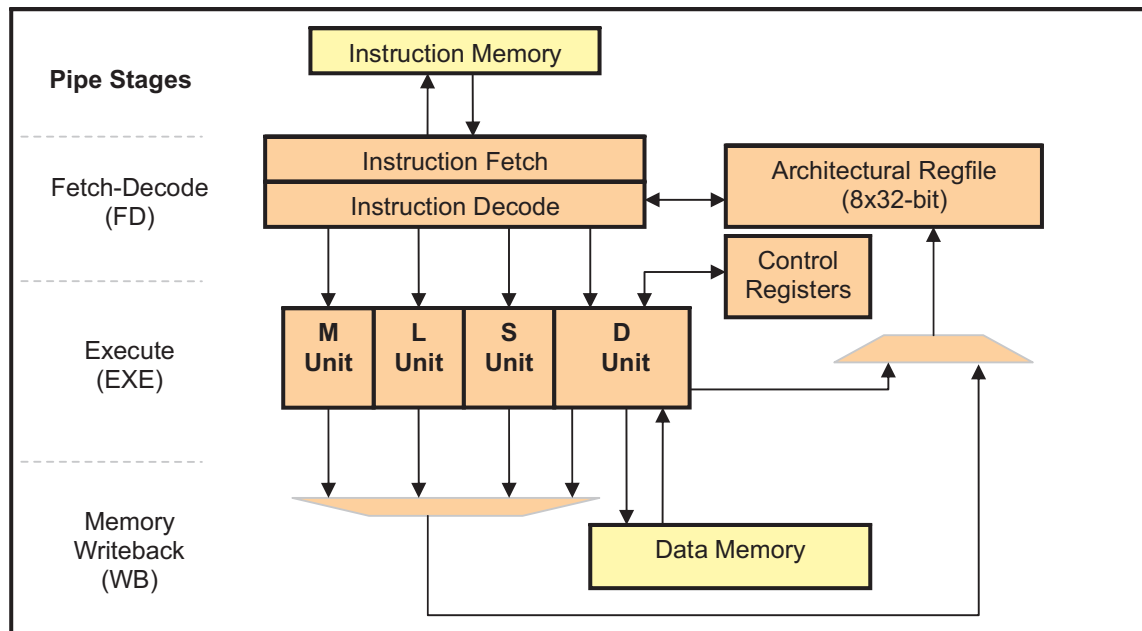 Pipe Stages
Instruction Memory
Fetch-Decode
(FD)
Instruction Fetch
Instruction Decode
Architectural Regfile
(8x32-bit)
Control
Registers
Execute
(EXE)
M
Unit
L
Unit
S
Unit
D
Unit
Memory
Writeback
(WB)
Data Memory